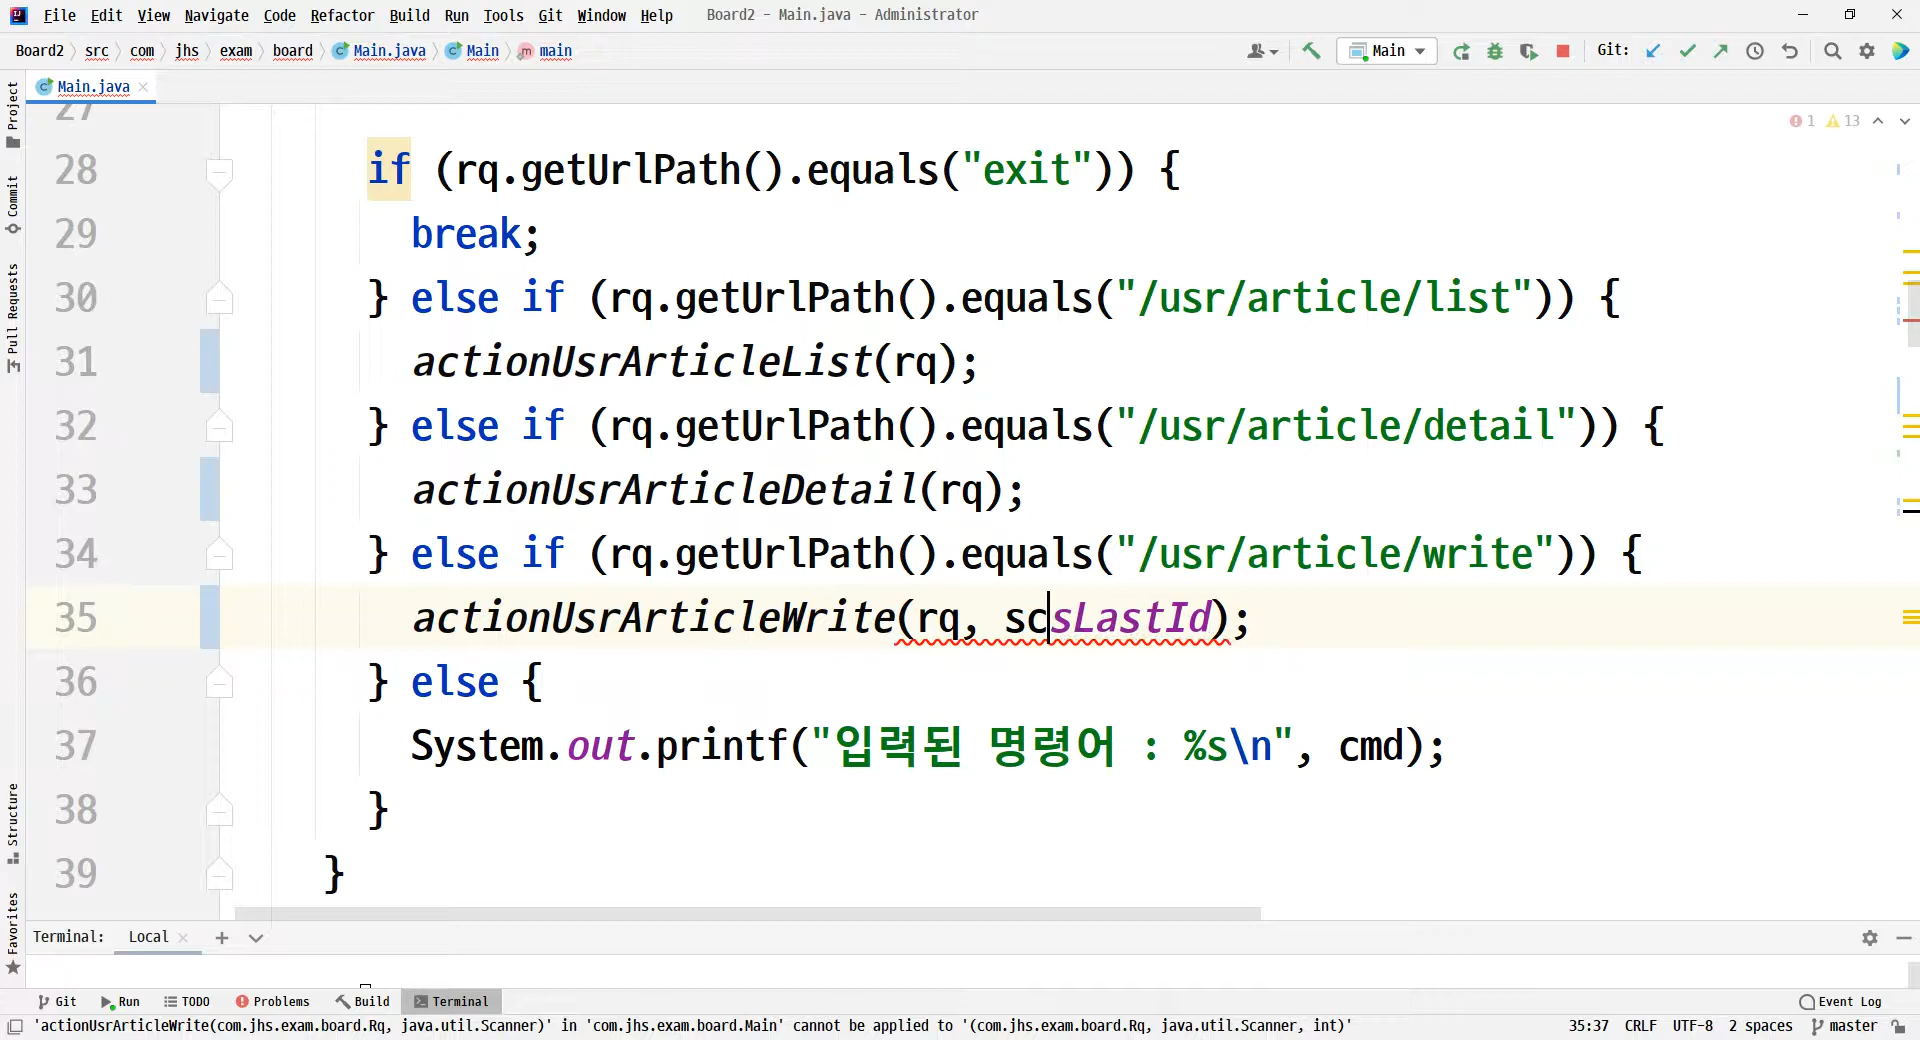 File Edit View Navigate Code Refactor Build Run Tools Git Window Help Board2 - Main.java - Administrator
Board2 src com jhs exam board Main.java Main main Main Git:
Main.java
Project
Commit
Pull Requests
Structure
Favorites
1 13
27
28 if (rq.getUrlPath().equals("exit")) {
29 break;
30 } else if (rq.getUrlPath().equals("/usr/article/list")) {
31 actionUsrArticleList(rq);
32 } else if (rq.getUrlPath().equals("/usr/article/detail")) {
33 actionUsrArticleDetail(rq);
34 } else if (rq.getUrlPath().equals("/usr/article/write")) {
35 actionUsrArticleWrite(rq, scsLastId);
36 } else {
37 System.out.printf("입력된 명령어 : %s\n", cmd);
38 }
39 }
Terminal: Local
Git Run TODO Problems Build Terminal Event Log
'actionUsrArticleWrite(com.jhs.exam.board.Rq, java.util.Scanner)' in 'com.jhs.exam.board.Main' cannot be applied to '(com.jhs.exam.board.Rq, java.util.Scanner, int)' 35:37 CRLF UTF-8 2 spaces master